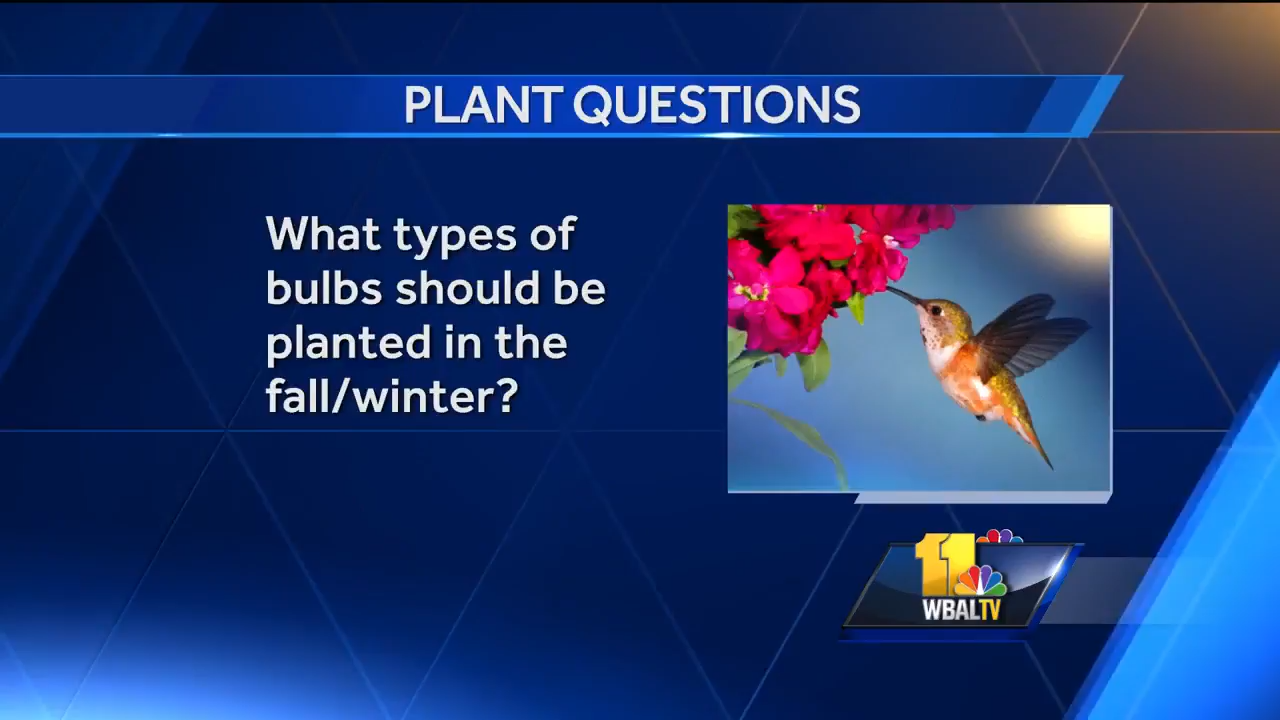 PLANT QUESTIONS
What types of
bulbs should be
planted in the
fall/winter?
11
WBALTV